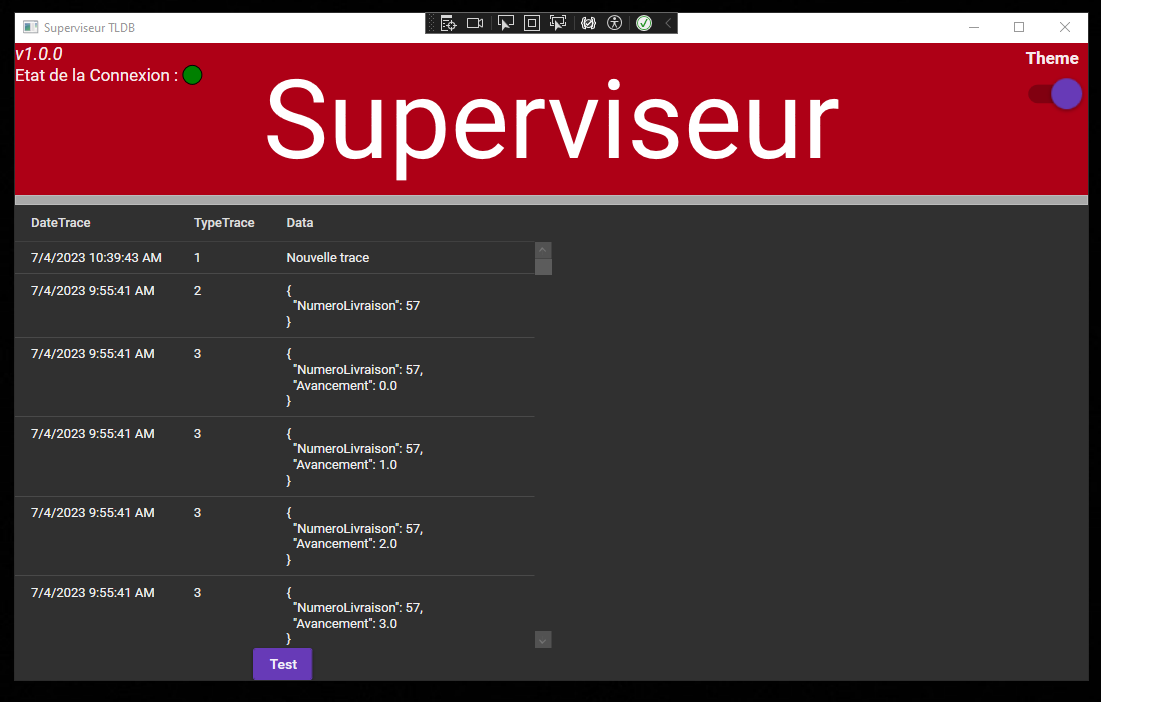 Superviseur TLDB
v1.0.0
Etat de la Connexion :
Theme
Superviseur
DateTrace TypeTrace Data
7/4/2023 10:39:43 AM 1 Nouvelle trace
7/4/2023 9:55:41 AM 2 {
"NumeroLivraison": 57
}
7/4/2023 9:55:41 AM 3 {
"NumeroLivraison": 57,
"Avancement": 0.0
}
7/4/2023 9:55:41 AM 3 {
"NumeroLivraison": 57,
"Avancement": 1.0
}
7/4/2023 9:55:41 AM 3 {
"NumeroLivraison": 57,
"Avancement": 2.0
}
7/4/2023 9:55:41 AM 3 {
"NumeroLivraison": 57,
"Avancement": 3.0
}
Test